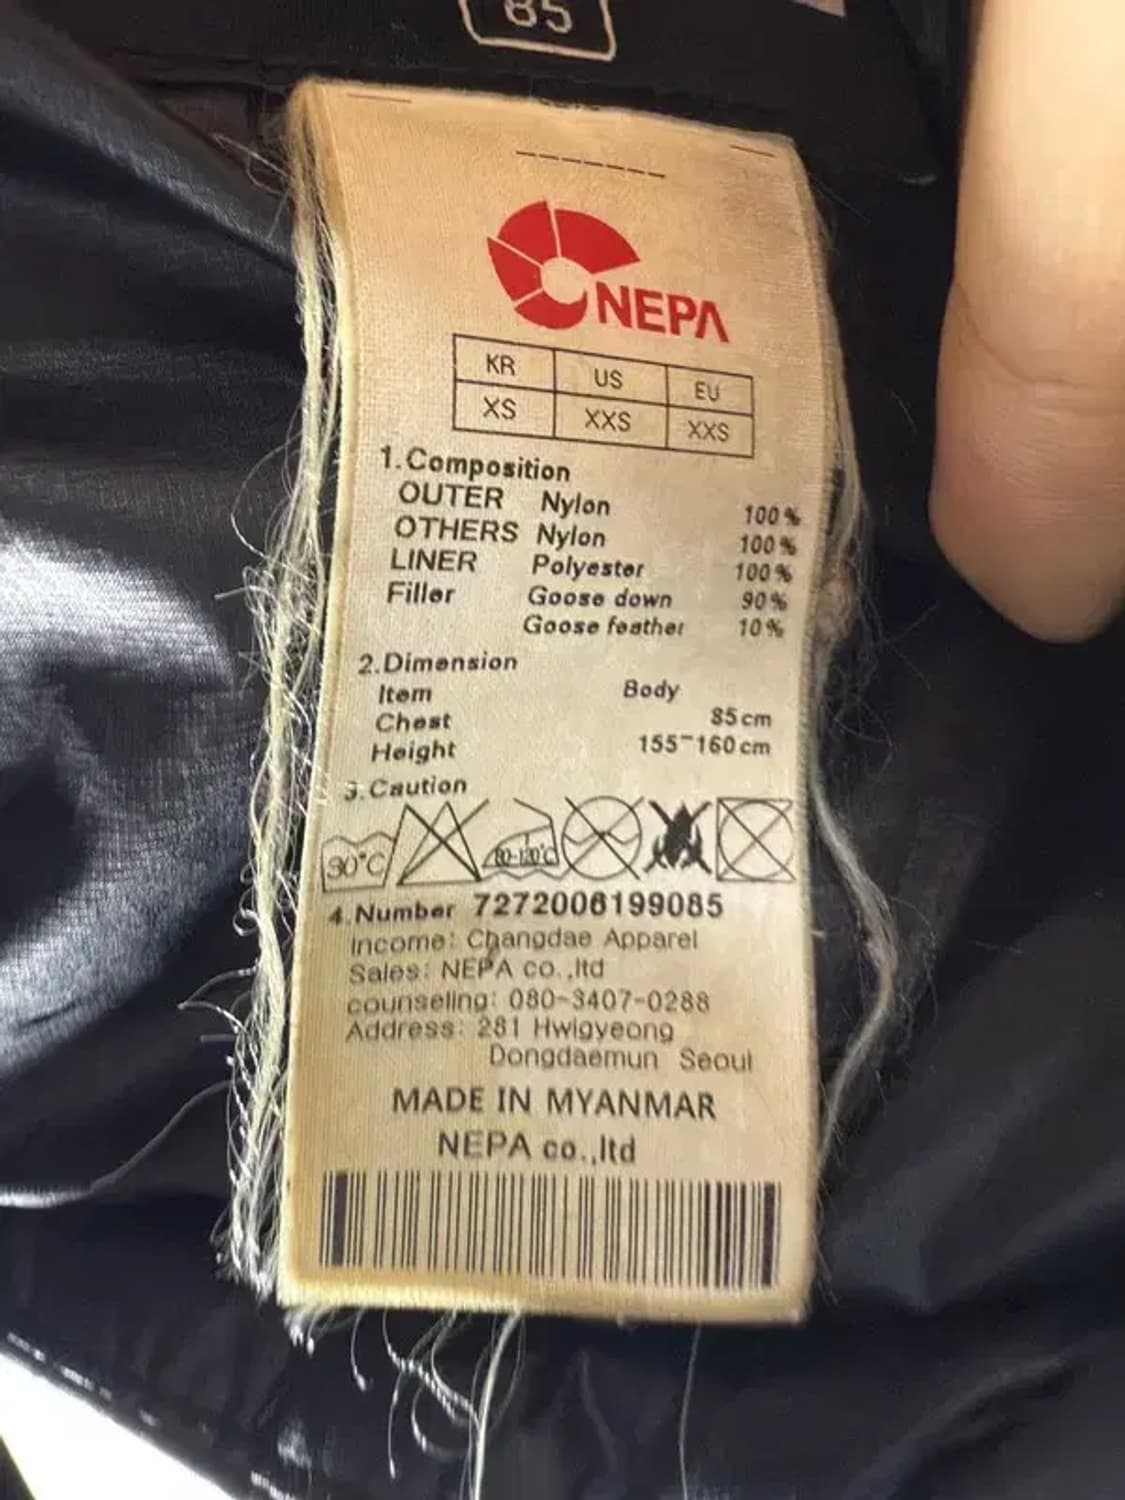 85
NEPA
KR US EU
XS XXS XXS
1.Composition
OUTER Nylon 100%
OTHERS Nylon 100%
LINER Polyester 100%
Filler Goose down 90%
Goose feather 10%
2.Dimension
Item Body
Chest 85cm
Height 155~160cm
3.Caution
30°C 80-120°C
4.Number 7272006199085
Income: Changdae Apparel
Sales: NEPA co.,ltd
counseling: 080-3407-0288
Address: 281 Hwigyeong
Dongdaemun Seoul
MADE IN MYANMAR
NEPA co.,ltd